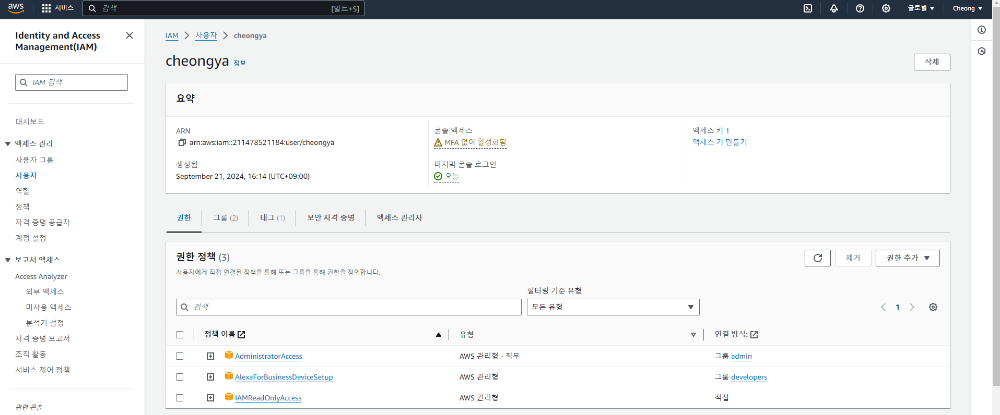 aws 서비스 검색 [알트+S] 글로벌 Cheong
Identity and Access
Management(IAM)
IAM 검색
대시보드
액세스 관리
사용자 그룹
사용자
역할
정책
자격 증명 공급자
계정 설정
보고서 액세스
Access Analyzer
외부 액세스
미사용 액세스
분석기 설정
자격 증명 보고서
조직 활동
서비스 제어 정책
관련 콘솔
IAM 사용자 cheongya
cheongya 정보
삭제
요약
ARN
arn:aws:iam::211478521184:user/cheongya
생성됨
September 21, 2024, 16:14 (UTC+09:00)
콘솔 액세스
MFA 없이 활성화됨
마지막 콘솔 로그인
오늘
액세스 키 1
액세스 키 만들기
권한 그룹 (2) 태그 (1) 보안 자격 증명 액세스 관리자
권한 정책 (3)
사용자에게 직접 연결된 정책을 통해 또는 그룹을 통해 권한을 정의합니다.
제거 권한 추가
필터링 기준 유형
검색 모든 유형 1
정책 이름 유형 연결 방식:
AdministratorAccess AWS 관리형 - 직무 그룹 admin
AlexaForBusinessDeviceSetup AWS 관리형 그룹 developers
IAMReadOnlyAccess AWS 관리형 직접